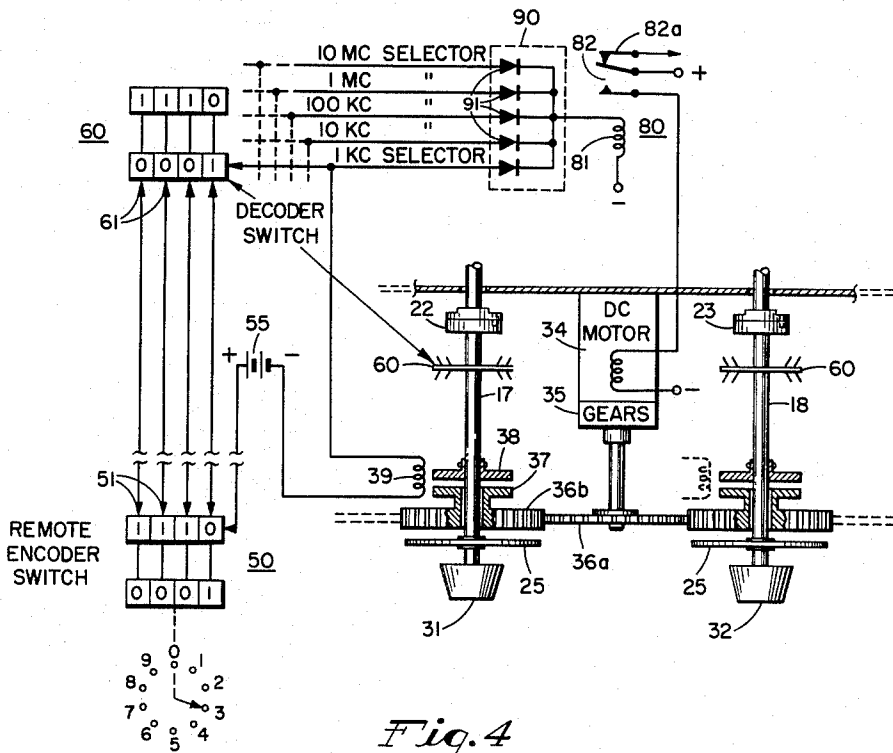 90
82a
82
10 MC SELECTOR
+
1 MC "
1 1 1 0
100 KC "
91
80
60
10 KC "
81
0 0 0 1
1 KC SELECTOR
−
61
DECODER
SWITCH
22
DC
MOTOR
23
55
34
+ −
60
17
60
18
35
GEARS
−
38
39
37
36b
51
REMOTE
ENCODER
SWITCH
1 1 1 0
50
25
36a
25
0 0 0 1
31
32
0
9 1
8 2
7 3
6 4
5
Fig. 4